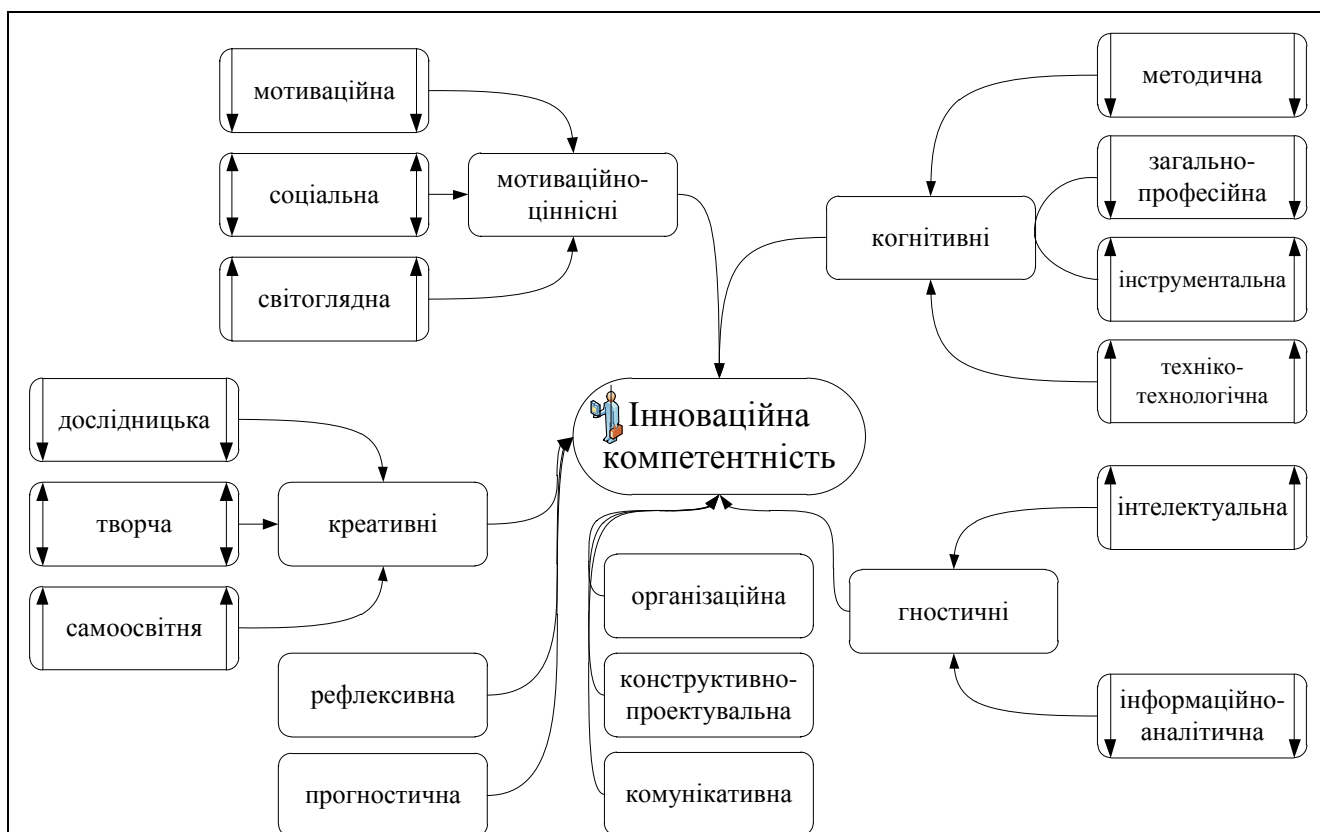 мотиваційна
соціальна
світоглядна
мотиваційно-
ціннісні
методична
загально-
професійна
інструментальна
техніко-
технологічна
когнітивні
Інноваційна
компетентність
дослідницька
творча
самоосвітня
креативні
рефлексивна
прогностична
організаційна
конструктивно-
проектувальна
комунікативна
гностичні
інтелектуальна
інформаційно-
аналітична